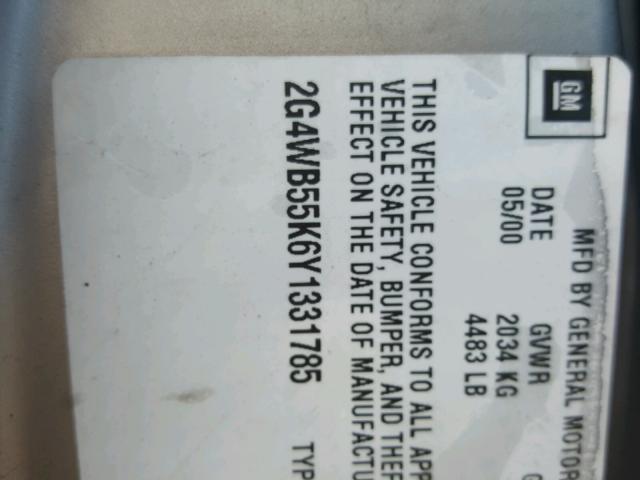 GM
MFD BY GENERAL MOTOR
DATE GVWR G
05/00 2034 KG
4483 LB
THIS VEHICLE CONFORMS TO ALL APP
VEHICLE SAFETY, BUMPER, AND THEF
EFFECT ON THE DATE OF MANUFACTU
2G4WB55K6Y1331785 TYP